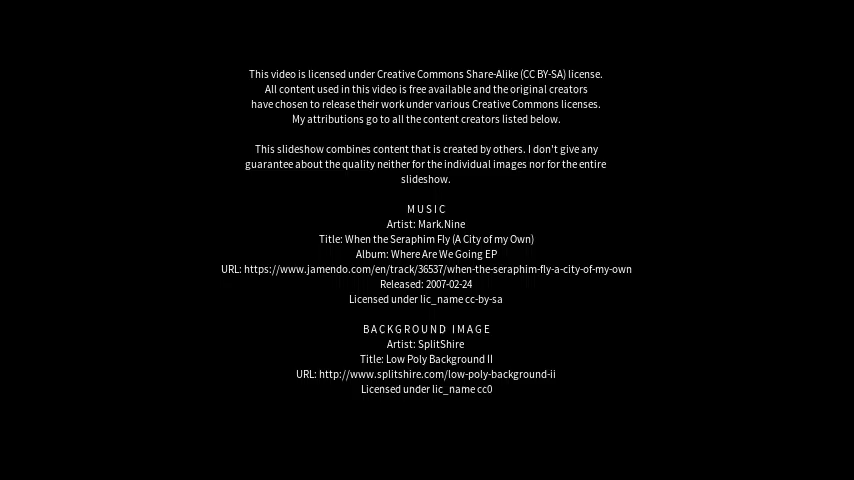 This video is licensed under Creative Commons Share-Alike (CC BY-SA) license.
All content used in this video is free available and the original creators
have chosen to release their work under various Creative Commons licenses.
My attributions go to all the content creators listed below.
This slideshow combines content that is created by others. I don't give any
guarantee about the quality neither for the individual images nor for the entire
slideshow.
MUSIC
Artist: Mark.Nine
Title: When the Seraphim Fly (A City of my Own)
Album: Where Are We Going EP
URL: https://www.jamendo.com/en/track/36537/when-the-seraphim-fly-a-city-of-my-own
Released: 2007-02-24
Licensed under lic_name cc-by-sa
BACKGROUND IMAGE
Artist: SplitShire
Title: Low Poly Background II
URL: http://www.splitshire.com/low-poly-background-ii
Licensed under lic_name cc0